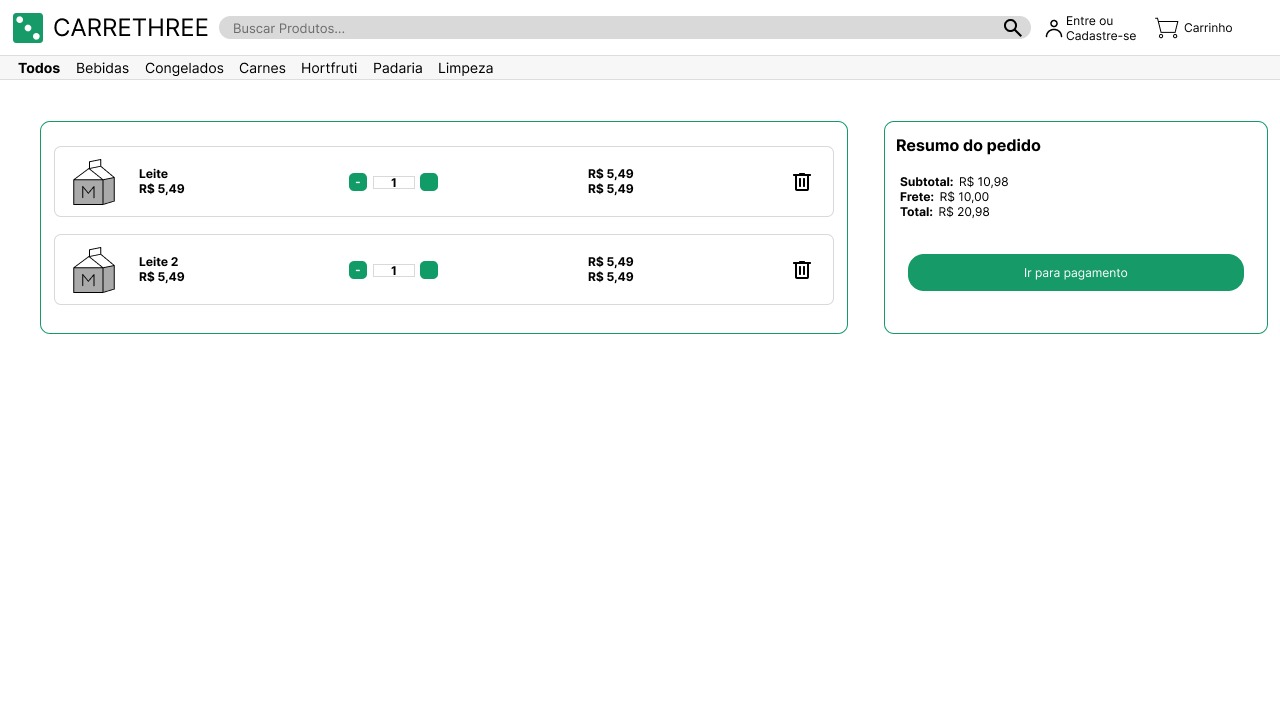 CARRETHREE
Buscar Produtos...
Entre ou
Cadastre-se
Carrinho
Todos Bebidas Congelados Carnes Hortfruti Padaria Limpeza
M
Leite
R$ 5,49
- 1
R$ 5,49
R$ 5,49
M
Leite 2
R$ 5,49
- 1
R$ 5,49
R$ 5,49
Resumo do pedido
Subtotal: R$ 10,98
Frete: R$ 10,00
Total: R$ 20,98
Ir para pagamento